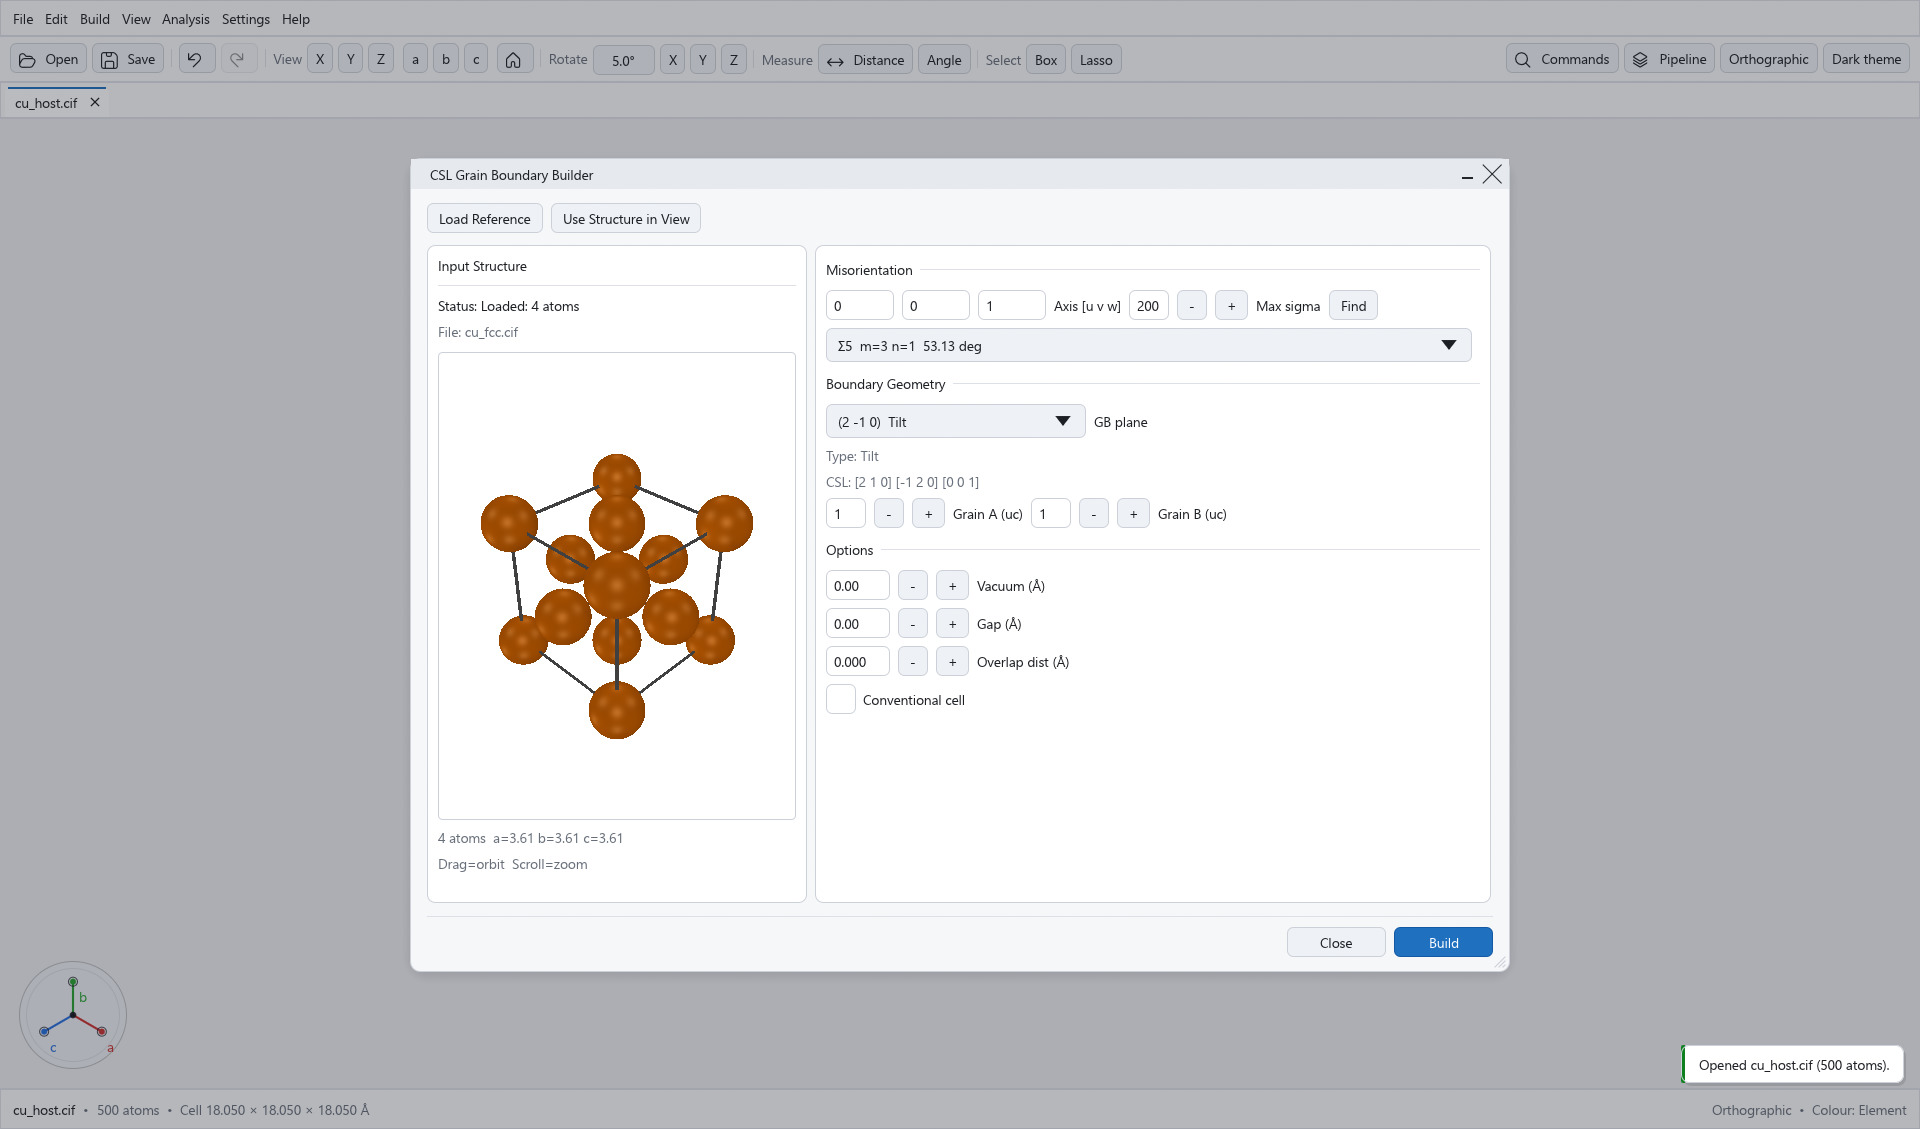 File Edit Build View Analysis Settings Help
Open Save View X Y Z a b c Rotate 5.0° X Y Z Measure Distance Angle Select Box Lasso Commands Pipeline Orthographic Dark theme
cu_host.cif
CSL Grain Boundary Builder
Load Reference Use Structure in View
Input Structure
Status: Loaded: 4 atoms
File: cu_fcc.cif
4 atoms a=3.61 b=3.61 c=3.61
Drag=orbit Scroll=zoom
Misorientation
0 0 1 Axis [u v w] 200 - + Max sigma Find
Σ5 m=3 n=1 53.13 deg
Boundary Geometry
(2 -1 0) Tilt GB plane
Type: Tilt
CSL: [2 1 0] [-1 2 0] [0 0 1]
1 - + Grain A (uc) 1 - + Grain B (uc)
Options
0.00 - + Vacuum (Å)
0.00 - + Gap (Å)
0.000 - + Overlap dist (Å)
Conventional cell
Close Build
b
c a
Opened cu_host.cif (500 atoms).
cu_host.cif • 500 atoms • Cell 18.050 × 18.050 × 18.050 Å Orthographic • Colour: Element